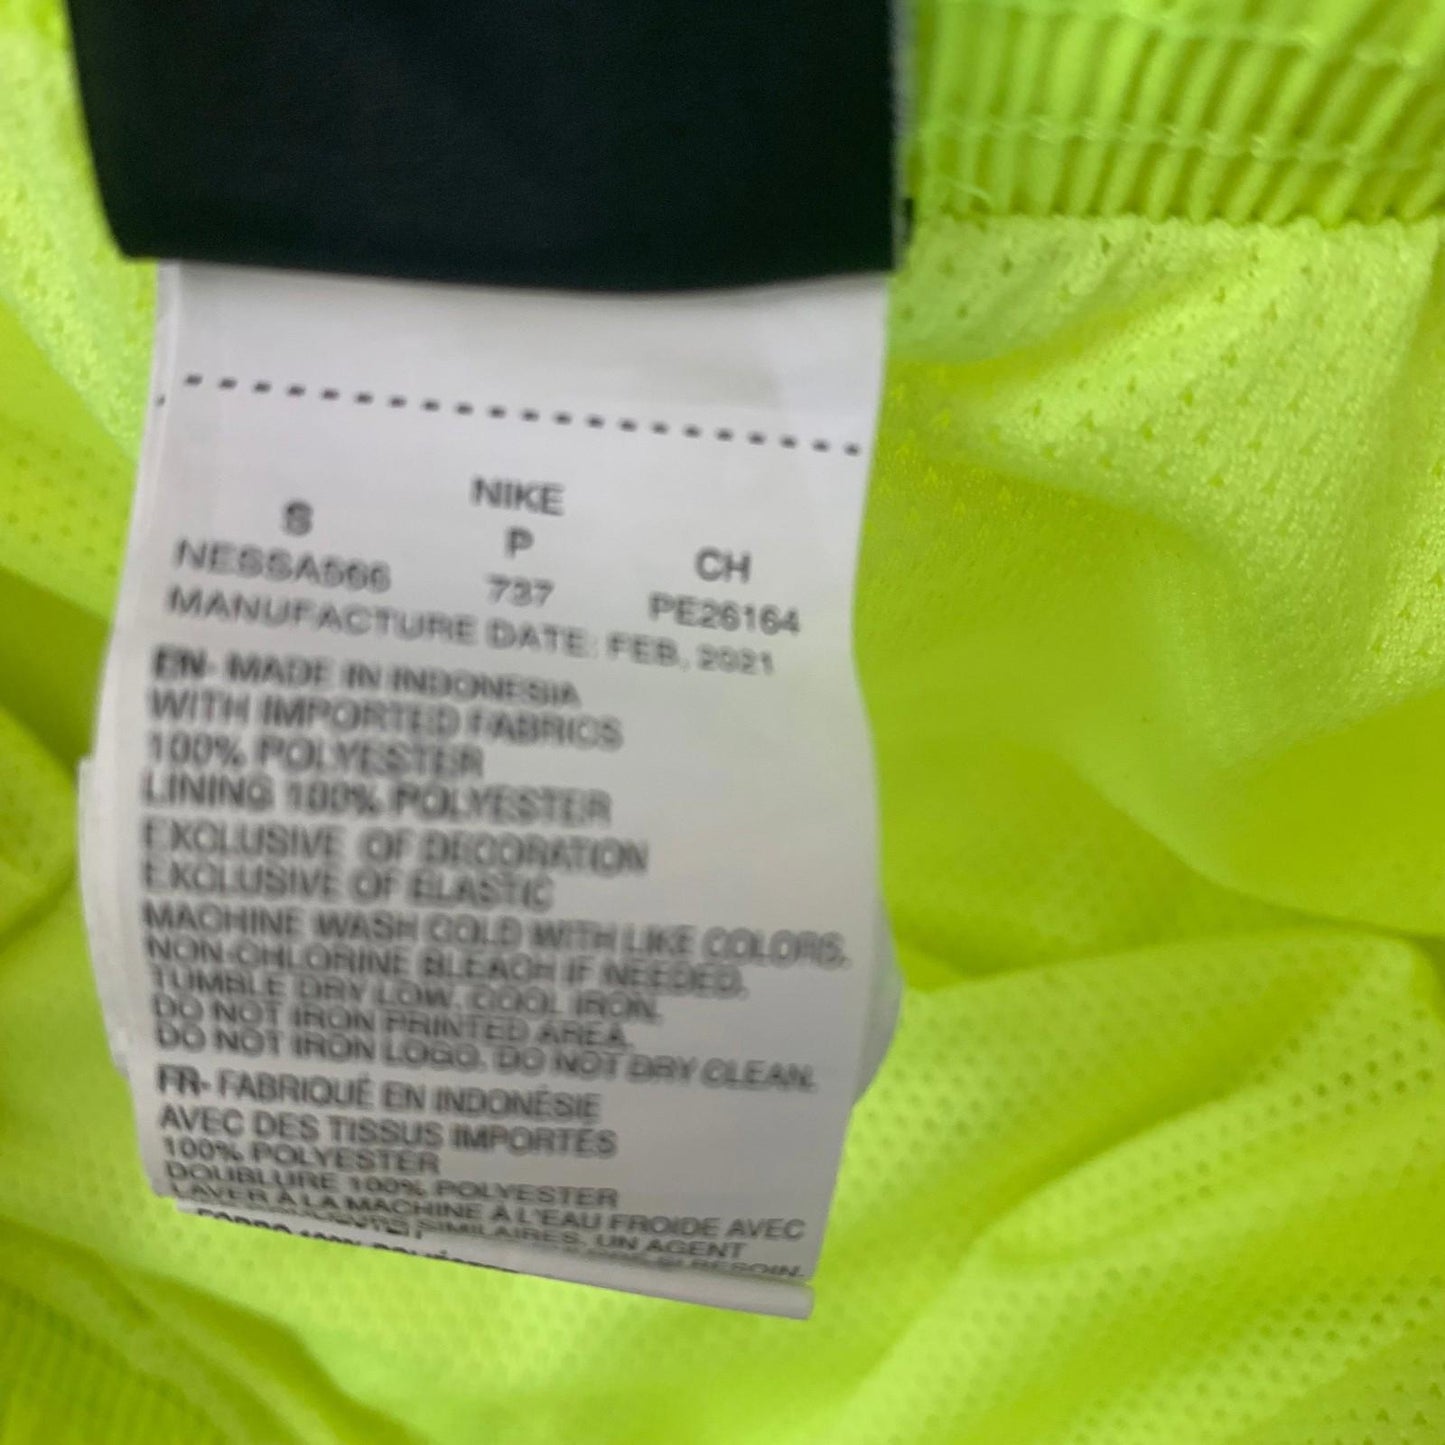 NIKE
S P CH
NESSA566 737 PE26164
MANUFACTURE DATE: FEB, 2021
EN- MADE IN INDONESIA
WITH IMPORTED FABRICS
100% POLYESTER
LINING 100% POLYESTER
EXCLUSIVE OF DECORATION
EXCLUSIVE OF ELASTIC
MACHINE WASH COLD WITH LIKE COLORS.
NON-CHLORINE BLEACH IF NEEDED.
TUMBLE DRY LOW. COOL IRON.
DO NOT IRON PRINTED AREA.
DO NOT IRON LOGO. DO NOT DRY CLEAN.
FR- FABRIQUÉ EN INDONÉSIE
AVEC DES TISSUS IMPORTÉS
100% POLYESTER
DOUBLURE 100% POLYESTER
LAVER À LA MACHINE À L'EAU FROIDE AVEC
SIMILAIRES, UN AGENT
SI BESOIN.